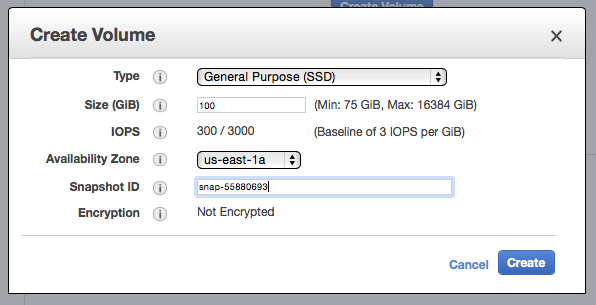 Create Volume
Create Volume
Type General Purpose (SSD)
Size (GiB) 100 (Min: 75 GiB, Max: 16384 GiB)
IOPS 300 / 3000 (Baseline of 3 IOPS per GiB)
Availability Zone us-east-1a
Snapshot ID snap-55880693
Encryption Not Encrypted
Cancel Create